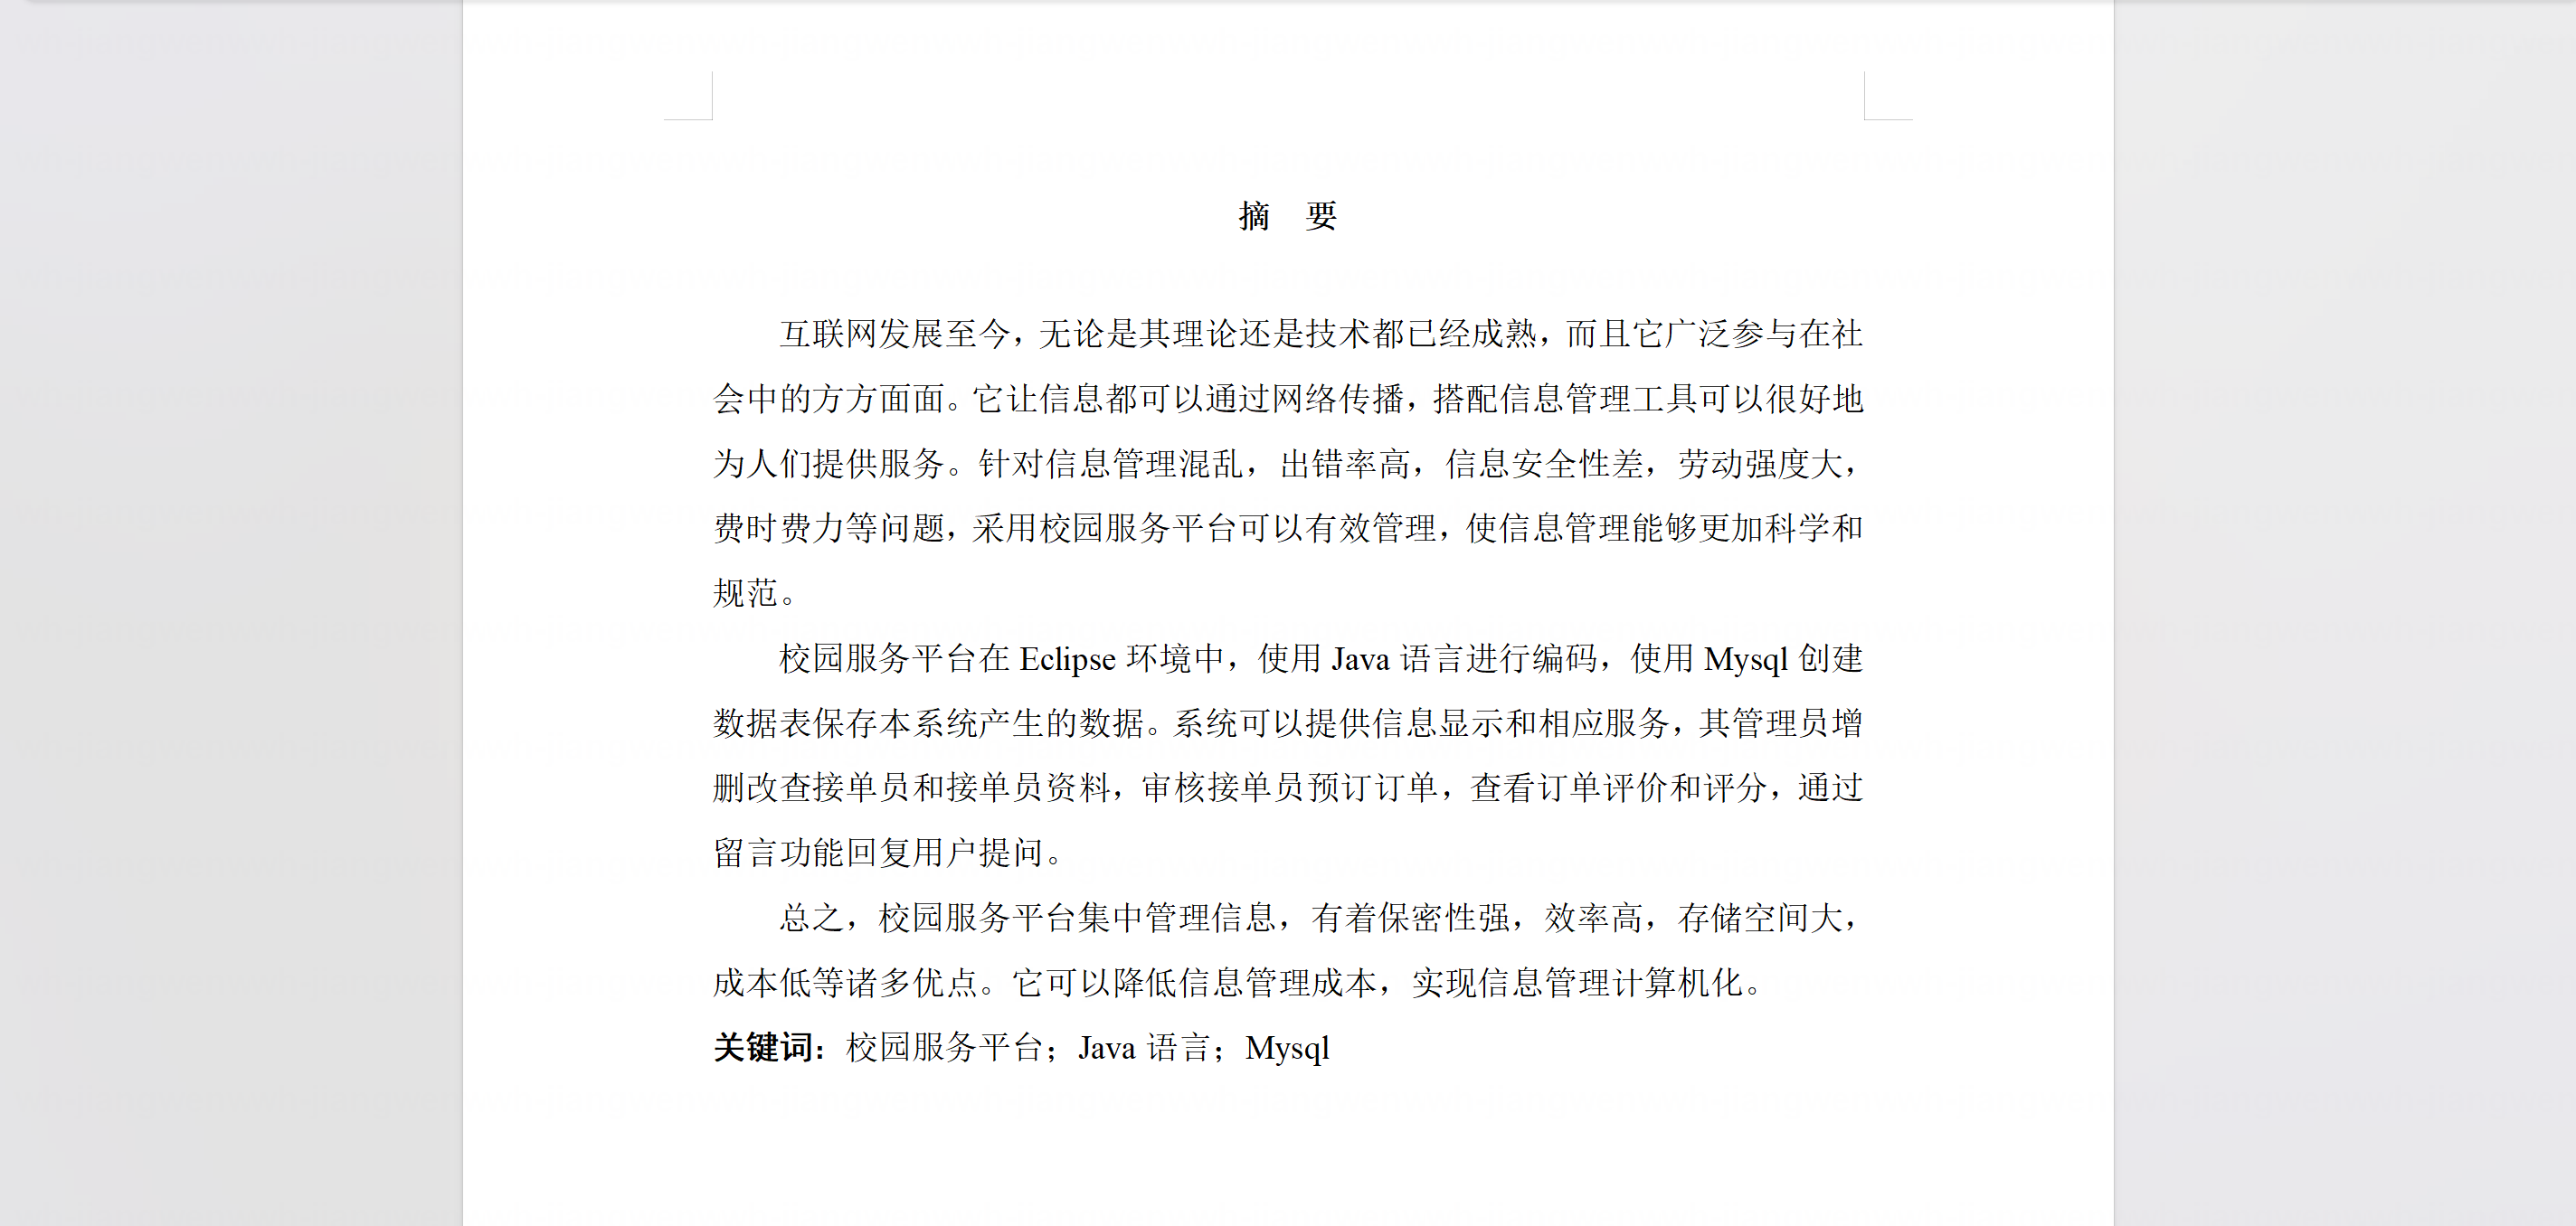 摘 要
互联网发展至今，无论是其理论还是技术都已经成熟，而且它广泛参与在社
会中的方方面面。它让信息都可以通过网络传播，搭配信息管理工具可以很好地
为人们提供服务。针对信息管理混乱，出错率高，信息安全性差，劳动强度大，
费时费力等问题，采用校园服务平台可以有效管理，使信息管理能够更加科学和
规范。
校园服务平台在 Eclipse 环境中，使用 Java 语言进行编码，使用 Mysql 创建
数据表保存本系统产生的数据。系统可以提供信息显示和相应服务，其管理员增
删改查接单员和接单员资料，审核接单员预订订单，查看订单评价和评分，通过
留言功能回复用户提问。
总之，校园服务平台集中管理信息，有着保密性强，效率高，存储空间大，
成本低等诸多优点。它可以降低信息管理成本，实现信息管理计算机化。
关键词：校园服务平台；Java 语言；Mysql